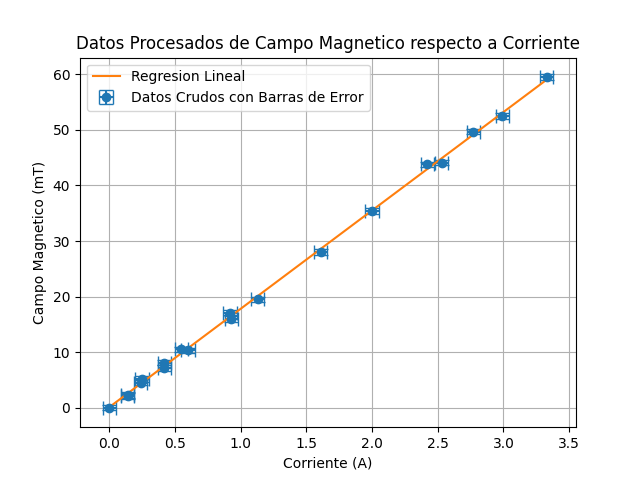 Datos Procesados de Campo Magnetico respecto a Corriente
Regresion Lineal
Datos Crudos con Barras de Error
60
50
40
30
20
10
0
Campo Magnetico (mT)
0.0 0.5 1.0 1.5 2.0 2.5 3.0 3.5
Corriente (A)